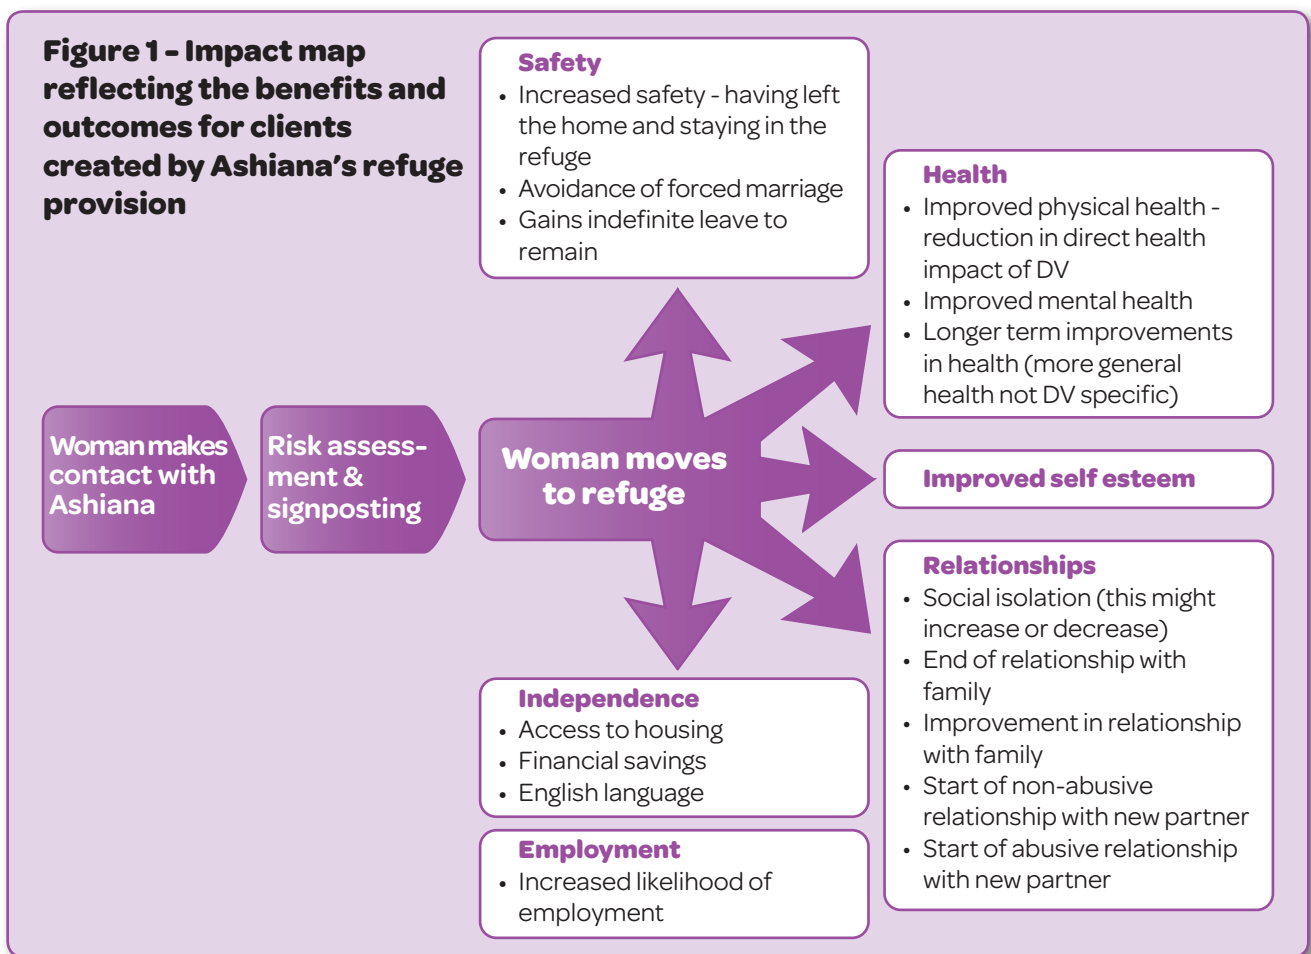 Figure 1 - Impact map
reflecting the benefits and
outcomes for clients
created by Ashiana's refuge
provision
Safety
• Increased safety - having left
the home and staying in the
refuge
• Avoidance of forced marriage
• Gains indefinite leave to
remain
Health
• Improved physical health -
reduction in direct health
impact of DV
• Improved mental health
• Longer term improvements
in health (more general
health not DV specific)
Woman makes
contact with
Ashiana
Risk assess-
ment &
signposting
Woman moves
to refuge
Improved self esteem
Relationships
• Social isolation (this might
increase or decrease)
• End of relationship with
family
• Improvement in relationship
with family
• Start of non-abusive
relationship with new partner
• Start of abusive relationship
with new partner
Independence
• Access to housing
• Financial savings
• English language
Employment
• Increased likelihood of
employment